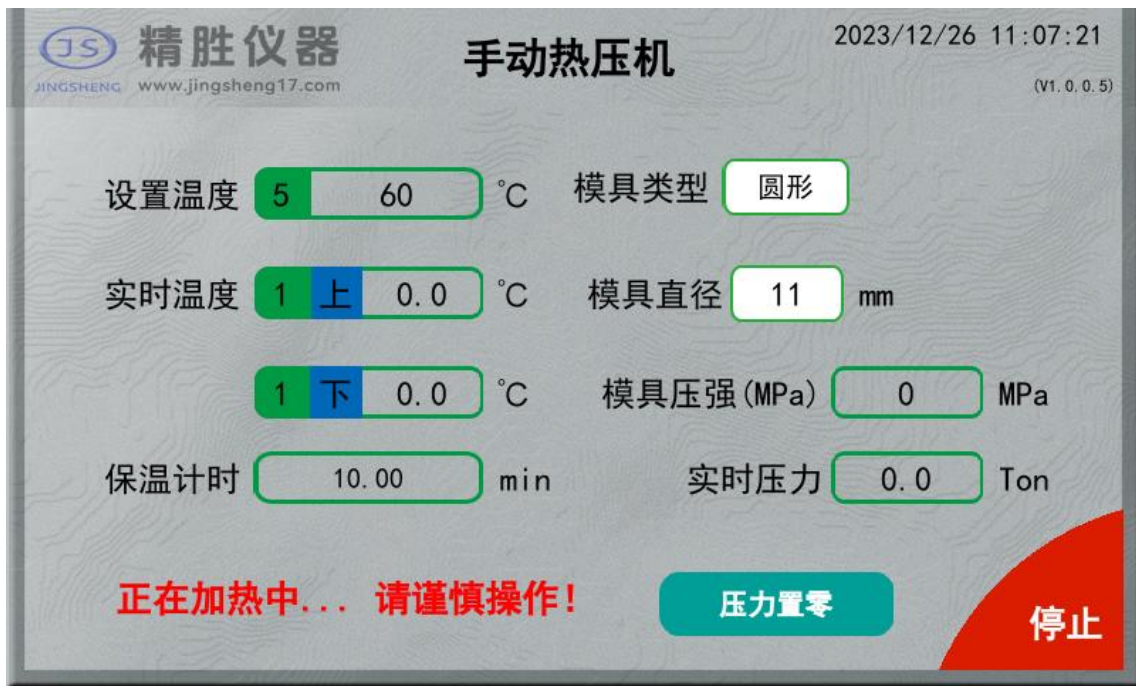 JS 精胜仪器
JINGSHENG www.jingsheng17.com
手动热压机
2023/12/26 11:07:21
(V1.0.0.5)
设置温度 5 60 ℃ 模具类型 圆形
实时温度 1 上 0.0 ℃ 模具直径 11 mm
1 下 0.0 ℃ 模具压强(MPa) 0 MPa
保温计时 10.00 min 实时压力 0.0 Ton
正在加热中... 请谨慎操作! 压力置零 停止